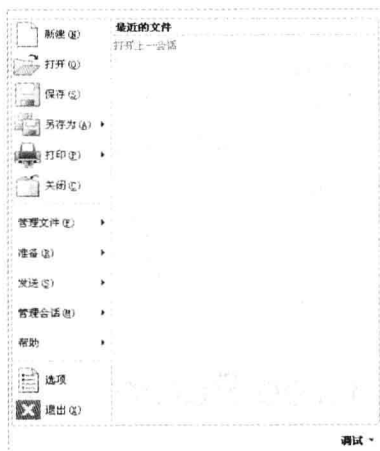 新建(N)
打开(O)
保存(S)
另存为(A)
打印(P)
关闭(C)
管理文件(F)
准备(R)
发送(S)
管理会话(M)
帮助
选项
退出(X)
最近的文件
打开上一会话
调试